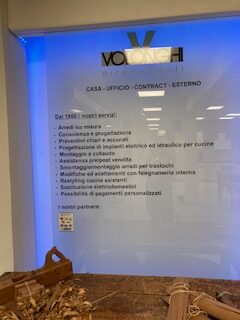 VOLONGHI
arredamenti
CASA - UFFICIO - CONTRACT - ESTERNO
Dal 1980 i nostri servizi:
- Arredi su misura
- Consulenza e progettazione
- Preventivi chiari e accurati
- Progettazione di impianti elettrico ed idraulico per cucine
- Montaggio e collaudo
- Assistenza pre/post vendita
- Smontaggio/montaggio arredi per traslochi
- Modifiche ed adattamenti con falegnameria interna
- Restyling cucine esistenti
- Sostituzione elettrodomestici
- Possibilità di pagamenti personalizzati
I nostri partners: